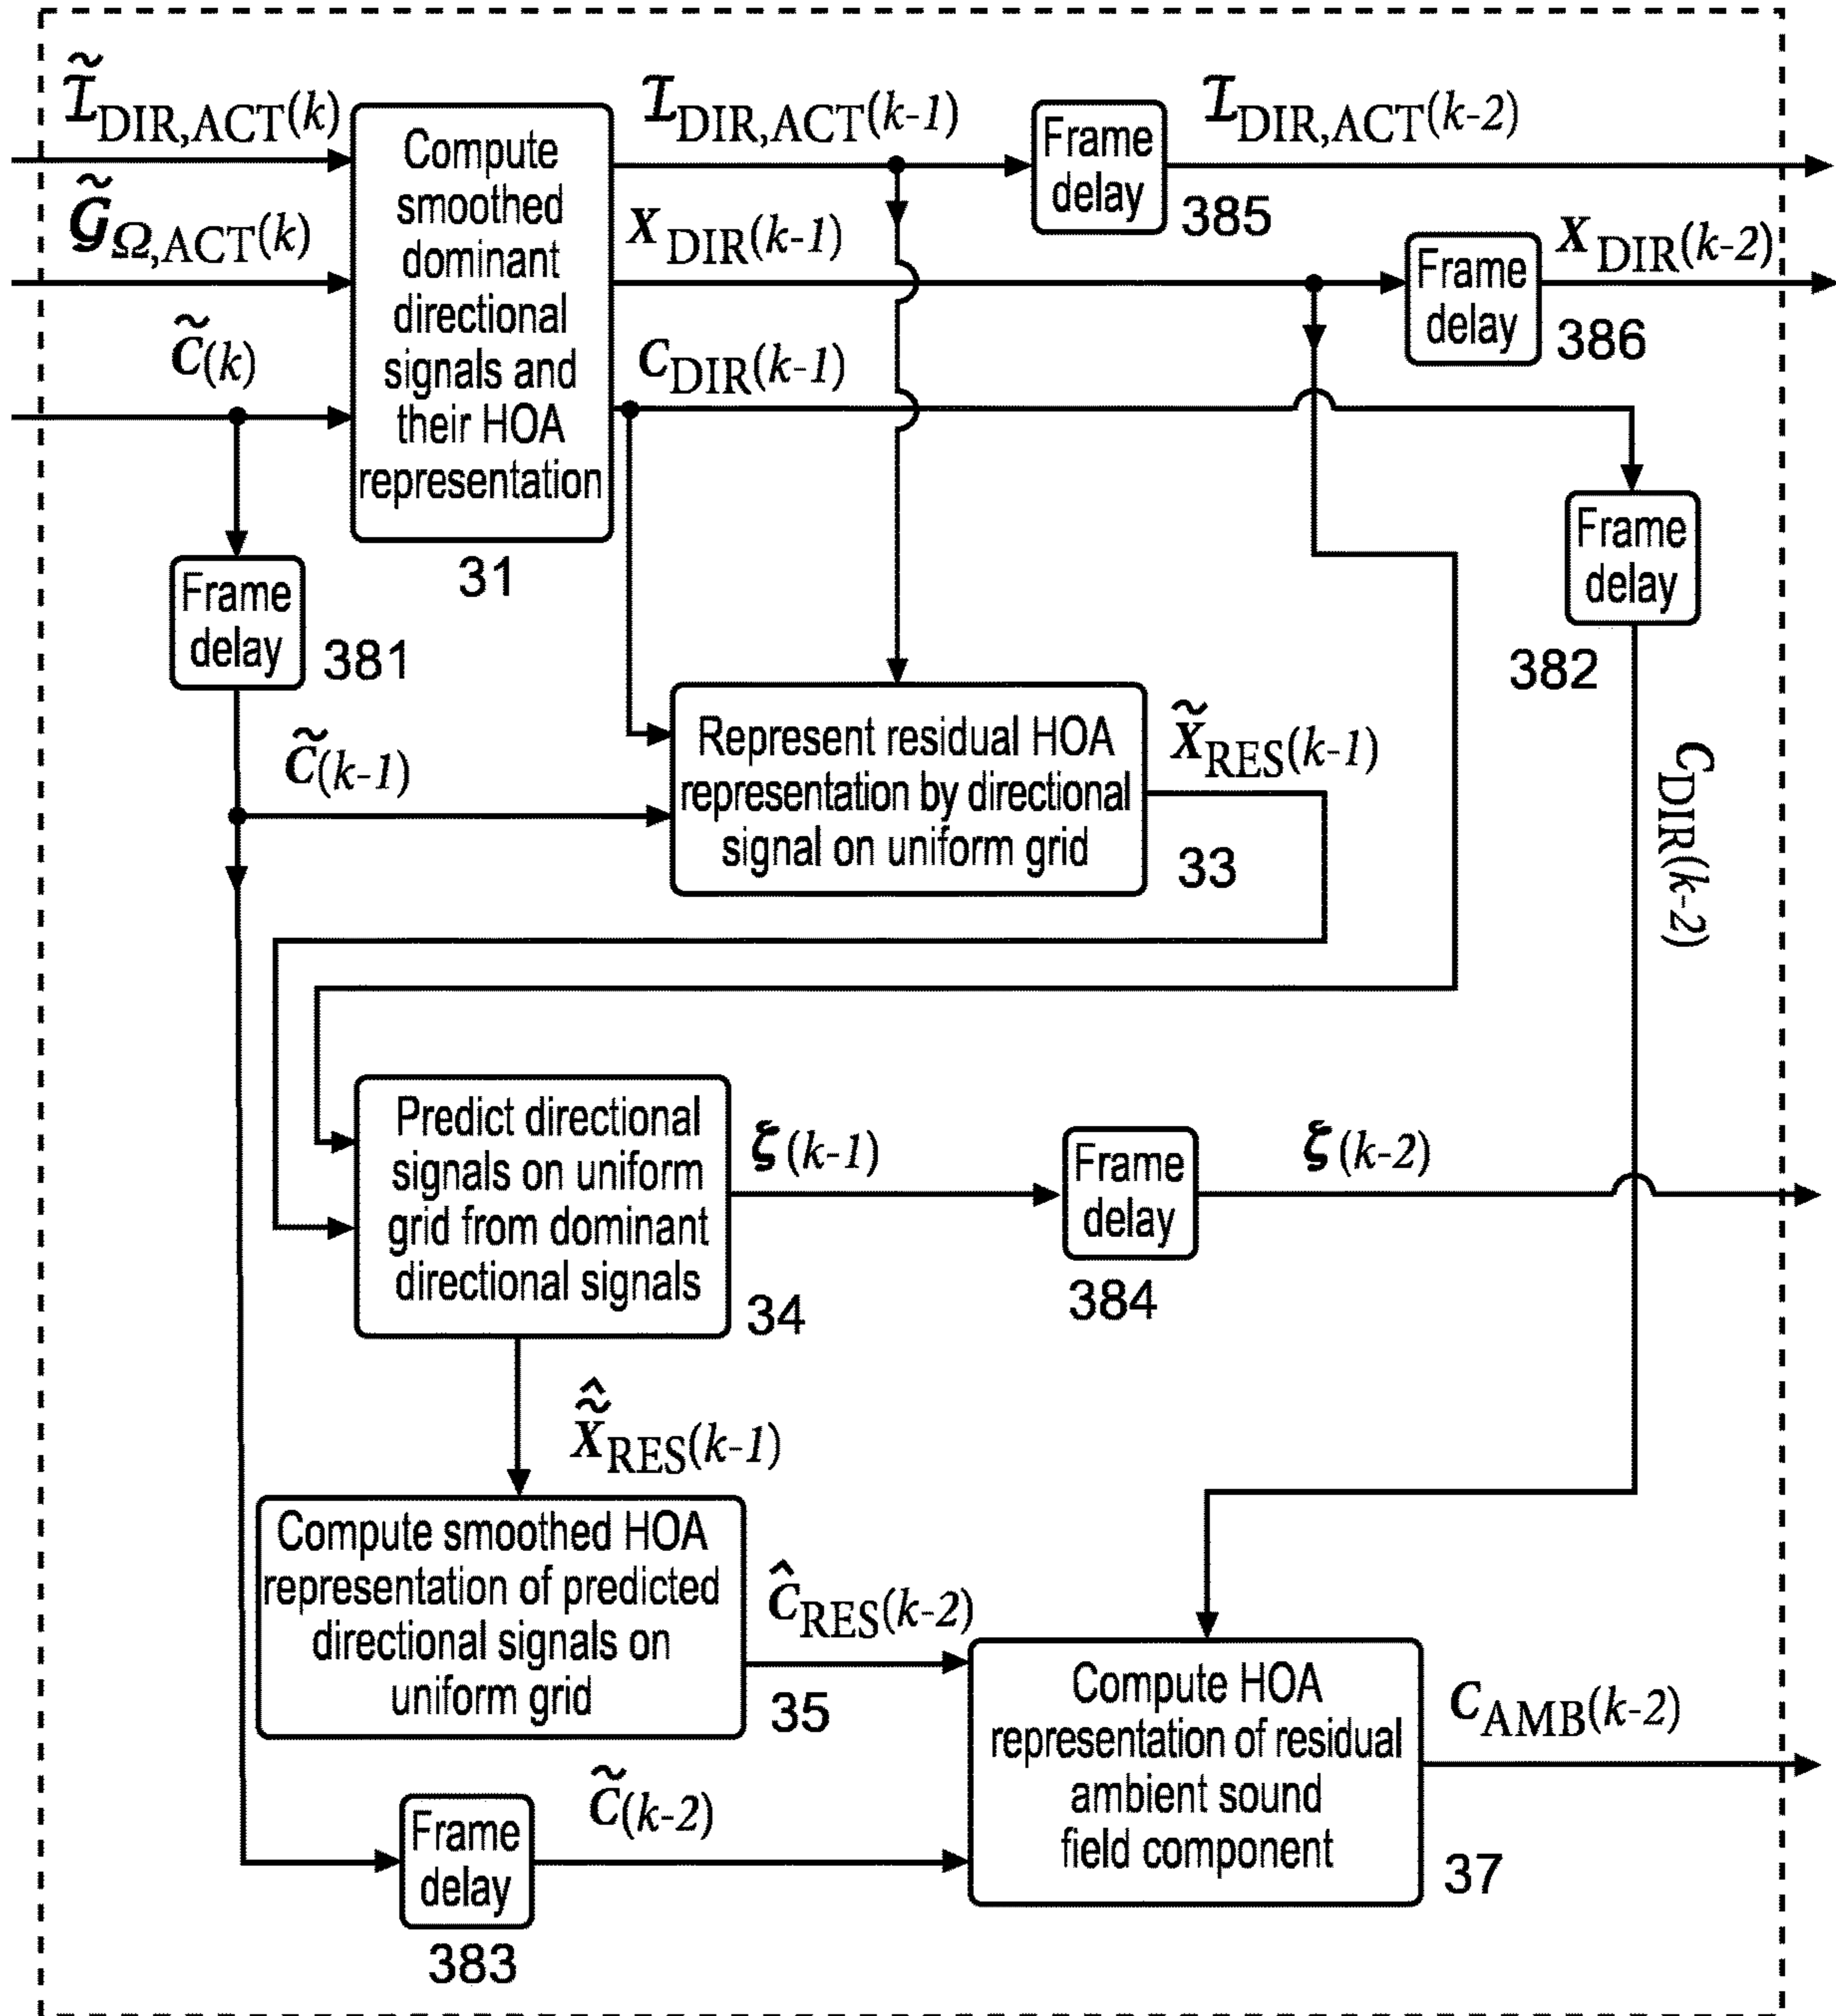 𝓘̃DIR,ACT(k)
𝓘DIR,ACT(k-1)
𝓘DIR,ACT(k-2)
Compute
smoothed
dominant
directional
signals and
their HOA
representation
31
Frame
delay
385
𝓖̃Ω,ACT(k)
XDIR(k-1)
Frame
delay
386
XDIR(k-2)
C̃(k)
CDIR(k-1)
Frame
delay
381
Frame
delay
382
C̃(k-1)
Represent residual HOA
representation by directional
signal on uniform grid
33
X̃RES(k-1)
CDIR(k-2)
Predict directional
signals on uniform
grid from dominant
directional signals
34
ζ(k-1)
Frame
delay
384
ζ(k-2)
X̃̂RES(k-1)
Compute smoothed HOA
representation of predicted
directional signals on
uniform grid
35
ĈRES(k-2)
Compute HOA
representation of residual
ambient sound
field component
37
CAMB(k-2)
Frame
delay
383
C̃(k-2)